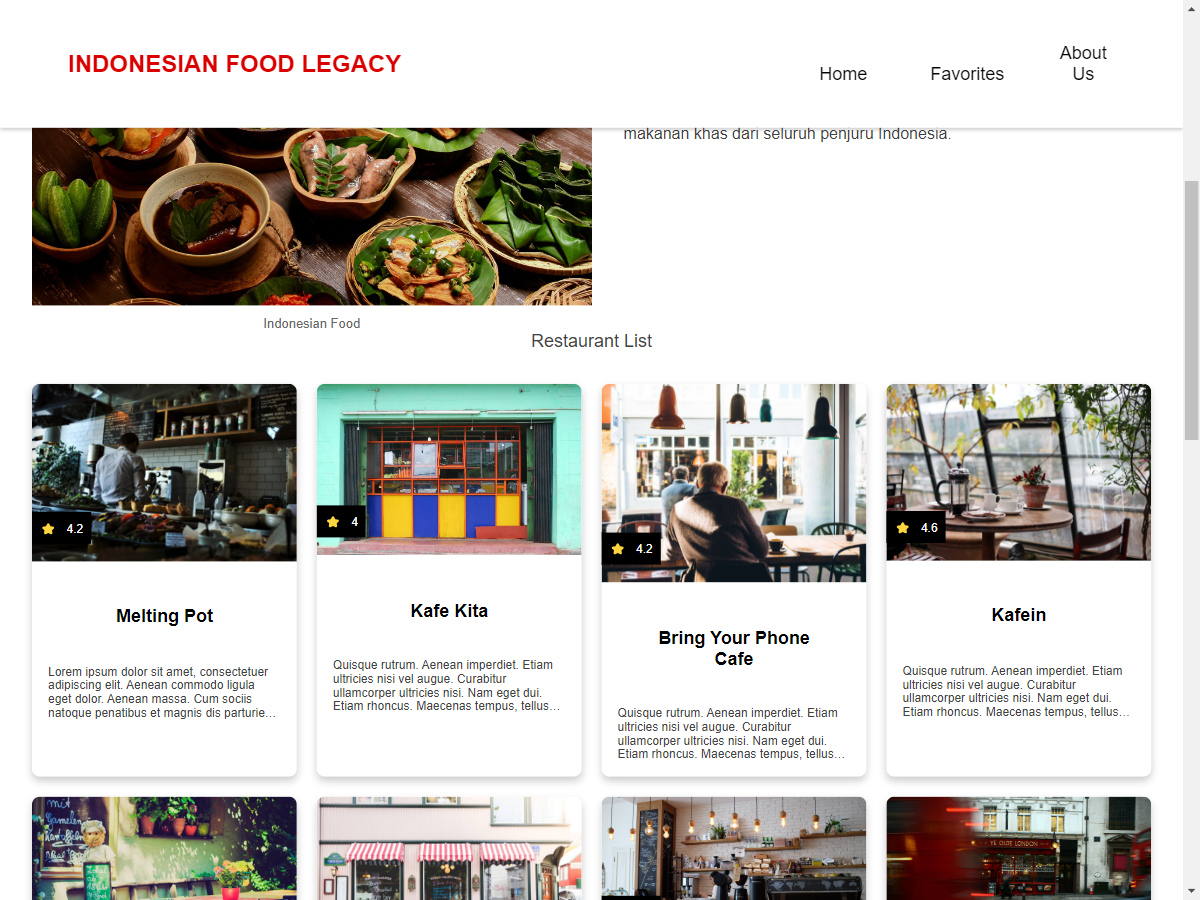 INDONESIAN FOOD LEGACY
Home
Favorites
About
Us
makanan khas dari seluruh penjuru Indonesia.
Indonesian Food
Restaurant List
4.2
4
4.2
4.6
Melting Pot
Lorem ipsum dolor sit amet, consectetuer
adipiscing elit. Aenean commodo ligula
eget dolor. Aenean massa. Cum sociis
natoque penatibus et magnis dis parturie…
Kafe Kita
Quisque rutrum. Aenean imperdiet. Etiam
ultricies nisi vel augue. Curabitur
ullamcorper ultricies nisi. Nam eget dui.
Etiam rhoncus. Maecenas tempus, tellus…
Bring Your Phone
Cafe
Quisque rutrum. Aenean imperdiet. Etiam
ultricies nisi vel augue. Curabitur
ullamcorper ultricies nisi. Nam eget dui.
Etiam rhoncus. Maecenas tempus, tellus…
Kafein
Quisque rutrum. Aenean imperdiet. Etiam
ultricies nisi vel augue. Curabitur
ullamcorper ultricies nisi. Nam eget dui.
Etiam rhoncus. Maecenas tempus, tellus…
mit
YE OLDE LONDON